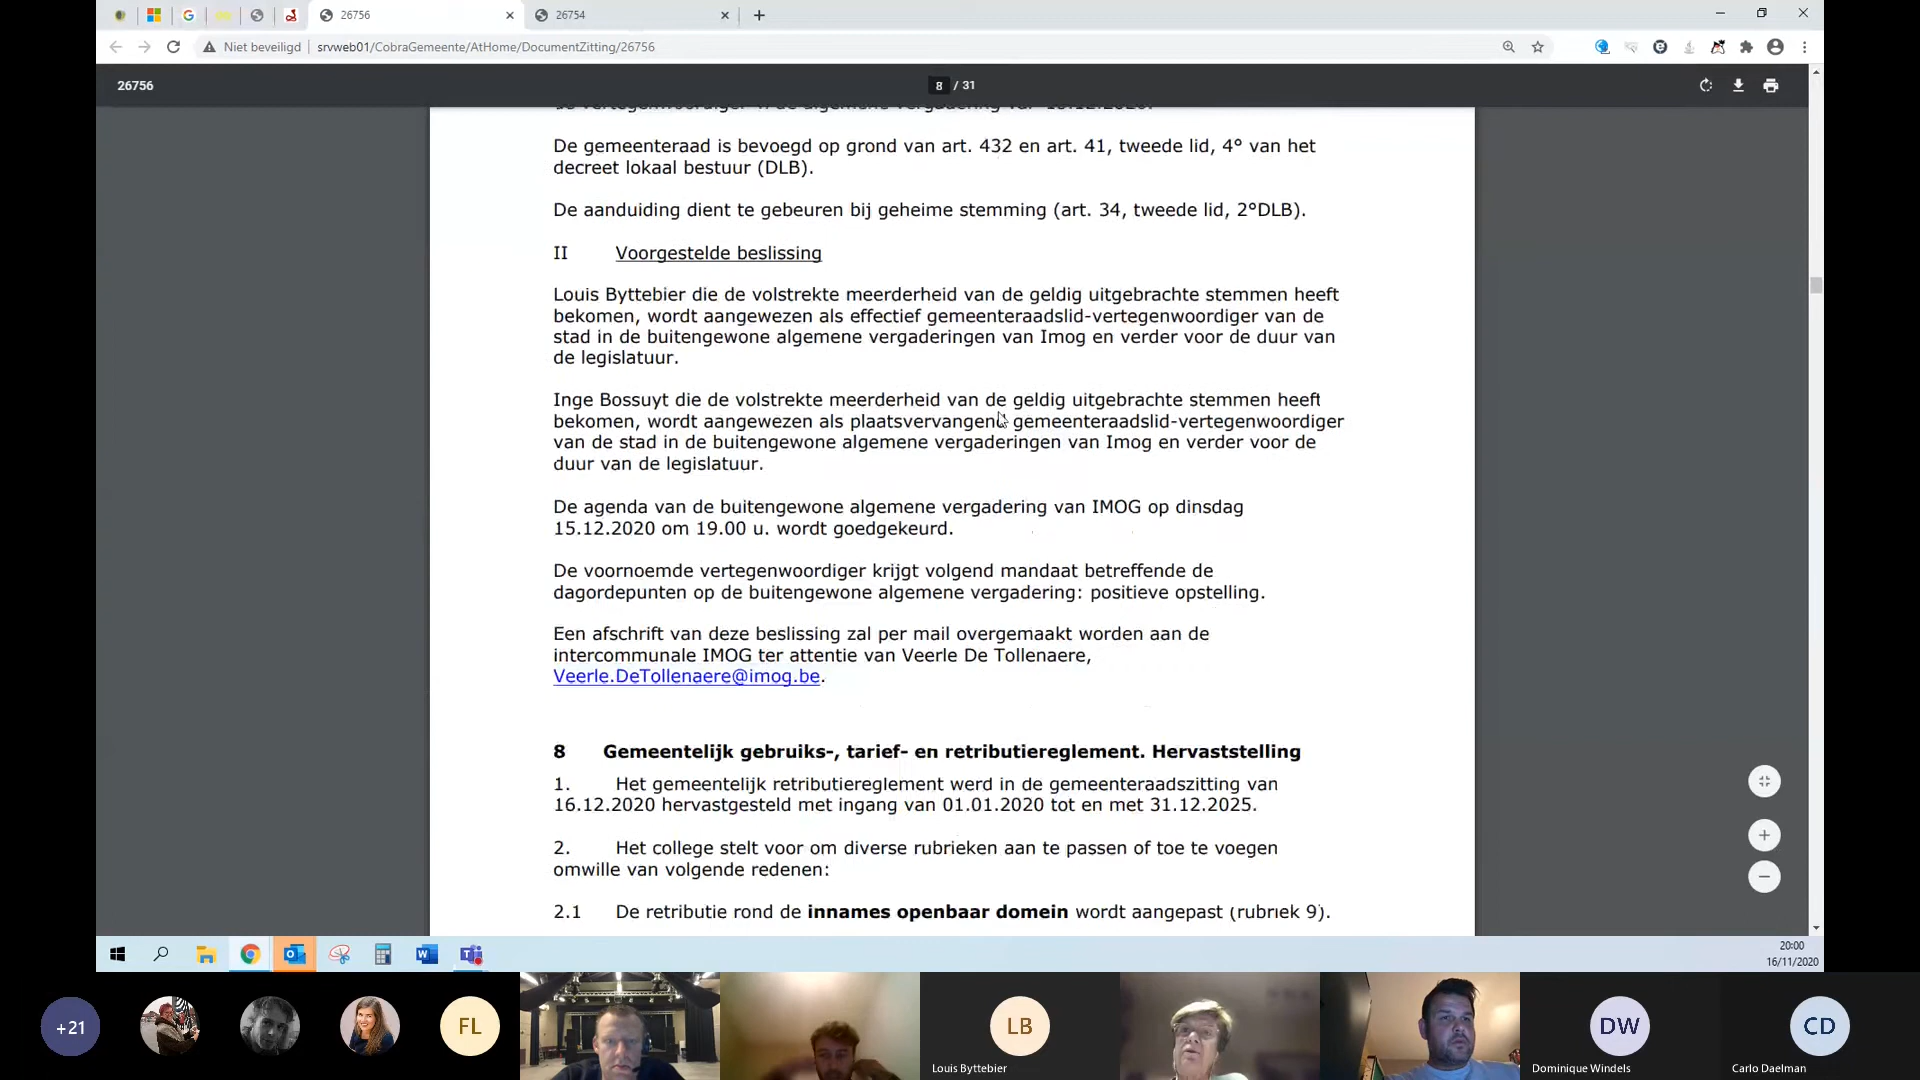 26756
26754
Niet beveiligd
srvweb01/CobraGemeente/AtHome/DocumentZitting/26756
26756
8 / 31
De gemeenteraad is bevoegd op grond van art. 432 en art. 41, tweede lid, 4° van het
decreet lokaal bestuur (DLB).
De aanduiding dient te gebeuren bij geheime stemming (art. 34, tweede lid, 2°DLB).
II Voorgestelde beslissing
Louis Byttebier die de volstrekte meerderheid van de geldig uitgebrachte stemmen heeft
bekomen, wordt aangewezen als effectief gemeenteraadslid-vertegenwoordiger van de
stad in de buitengewone algemene vergaderingen van Imog en verder voor de duur van
de legislatuur.
Inge Bossuyt die de volstrekte meerderheid van de geldig uitgebrachte stemmen heeft
bekomen, wordt aangewezen als plaatsvervangend gemeenteraadslid-vertegenwoordiger
van de stad in de buitengewone algemene vergaderingen van Imog en verder voor de
duur van de legislatuur.
De agenda van de buitengewone algemene vergadering van IMOG op dinsdag
15.12.2020 om 19.00 u. wordt goedgekeurd.
De voornoemde vertegenwoordiger krijgt volgend mandaat betreffende de
dagordepunten op de buitengewone algemene vergadering: positieve opstelling.
Een afschrift van deze beslissing zal per mail overgemaakt worden aan de
intercommunale IMOG ter attentie van Veerle De Tollenaere,
Veerle.DeTollenaere@imog.be.
8 Gemeentelijk gebruiks-, tarief- en retributiereglement. Hervaststelling
1. Het gemeentelijk retributiereglement werd in de gemeenteraadszitting van
16.12.2020 hervastgesteld met ingang van 01.01.2020 tot en met 31.12.2025.
2. Het college stelt voor om diverse rubrieken aan te passen of toe te voegen
omwille van volgende redenen:
2.1 De retributie rond de innames openbaar domein wordt aangepast (rubriek 9).
20:00
16/11/2020
+21
FL
LB
DW
CD
Louis Byttebier
Dominique Windels
Carlo Daelman